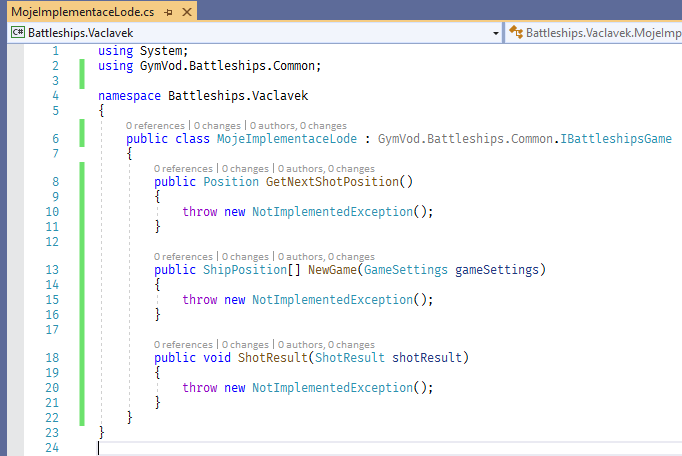 MojeImplementaceLode.cs
C# Battleships.Vaclavek
Battleships.Vaclavek.MojeImp
1 using System;
2 using GymVod.Battleships.Common;
3
4 namespace Battleships.Vaclavek
5 {
0 references | 0 changes | 0 authors, 0 changes
6 public class MojeImplementaceLode : GymVod.Battleships.Common.IBattleshipsGame
7 {
0 references | 0 changes | 0 authors, 0 changes
8 public Position GetNextShotPosition()
9 {
10 throw new NotImplementedException();
11 }
12
0 references | 0 changes | 0 authors, 0 changes
13 public ShipPosition[] NewGame(GameSettings gameSettings)
14 {
15 throw new NotImplementedException();
16 }
17
0 references | 0 changes | 0 authors, 0 changes
18 public void ShotResult(ShotResult shotResult)
19 {
20 throw new NotImplementedException();
21 }
22 }
23 }
24